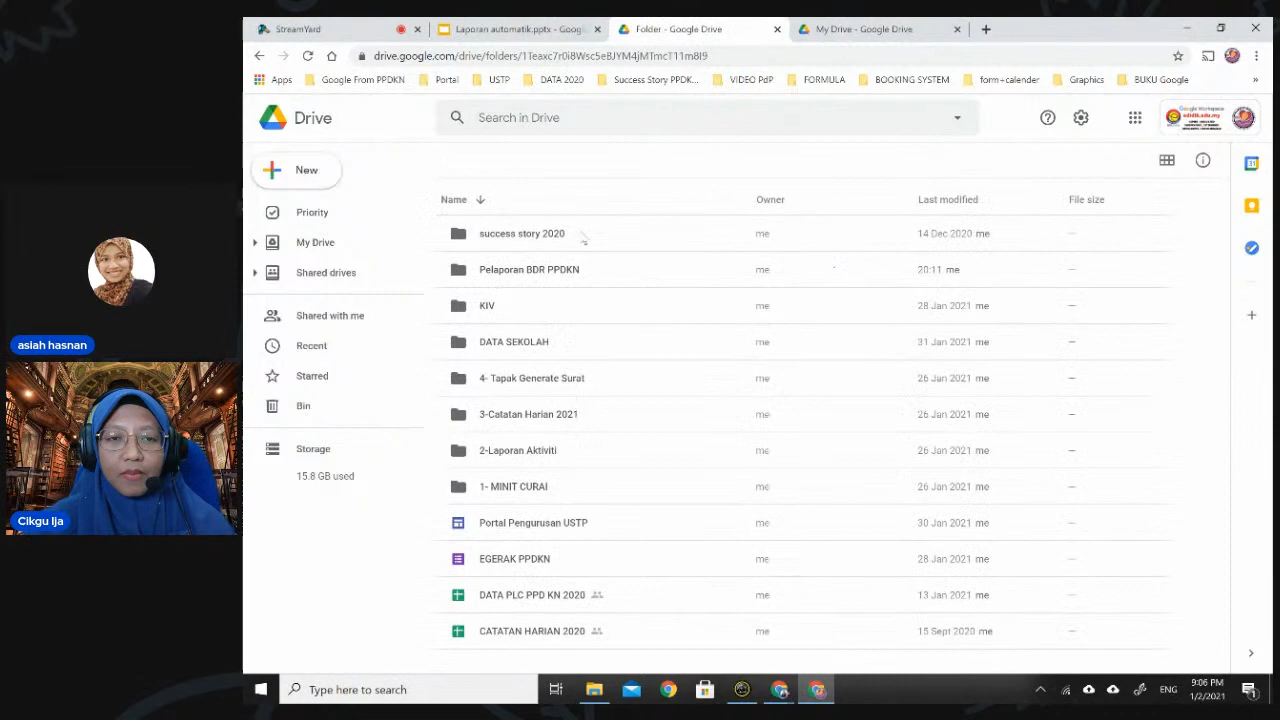 StreamYard
Laporan automatik.pptx - Goog
Folder - Google Drive
My Drive - Google Drive
drive.google.com/drive/folders/11eaxc7r0i8Wsc5eBJYM4jMTmcT11m8I9
Apps
Google From PPDKN
Portal
USTP
DATA 2020
Success Story PPDK
VIDEO PdP
FORMULA
BOOKING SYSTEM
form+calender
Graphics
BUKU Google
Drive
Search in Drive
Google Workspace
New
Priority
My Drive
Shared drives
Shared with me
Recent
Starred
Bin
Storage
15.8 GB used
Name Owner Last modified File size
success story 2020 me 14 Dec 2020 me —
Pelaporan BDR PPDKN me 20:11 me —
KIV me 28 Jan 2021 me —
DATA SEKOLAH me 31 Jan 2021 me —
4- Tapak Generate Surat me 26 Jan 2021 me —
3-Catatan Harian 2021 me 26 Jan 2021 me —
2-Laporan Aktiviti me 26 Jan 2021 me —
1- MINIT CURAI me 26 Jan 2021 me —
Portal Pengurusan USTP me 30 Jan 2021 me —
EGERAK PPDKN me 28 Jan 2021 me —
DATA PLC PPD KN 2020 me 13 Jan 2021 me —
CATATAN HARIAN 2020 me 15 Sept 2020 me —
asiah hasnan
Cikgu Ija
Type here to search
ENG
9:06 PM
1/2/2021